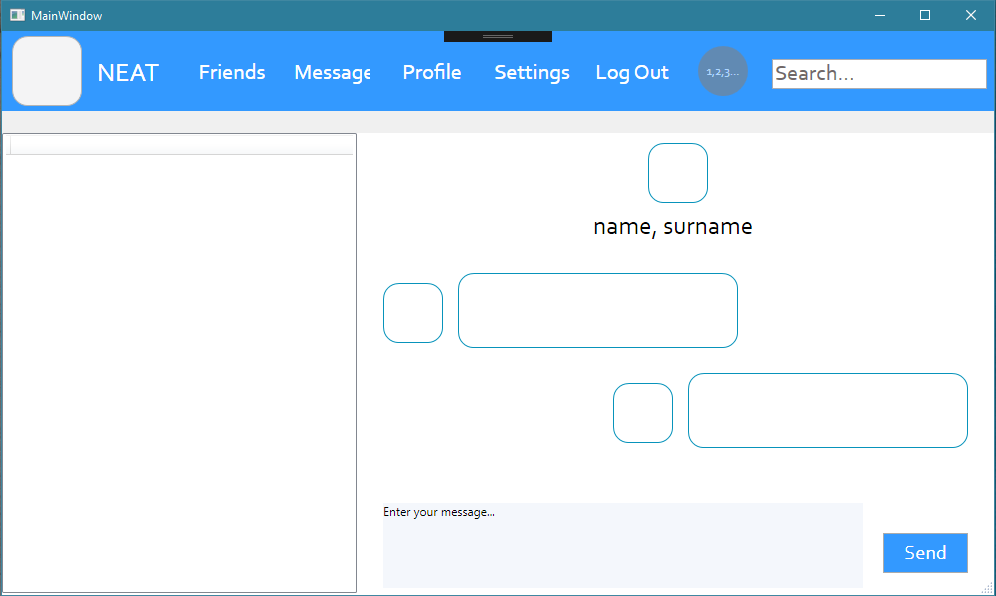 MainWindow
NEAT Friends Message Profile Settings Log Out 1,2,3... Search...
name, surname
Enter your message...
Send